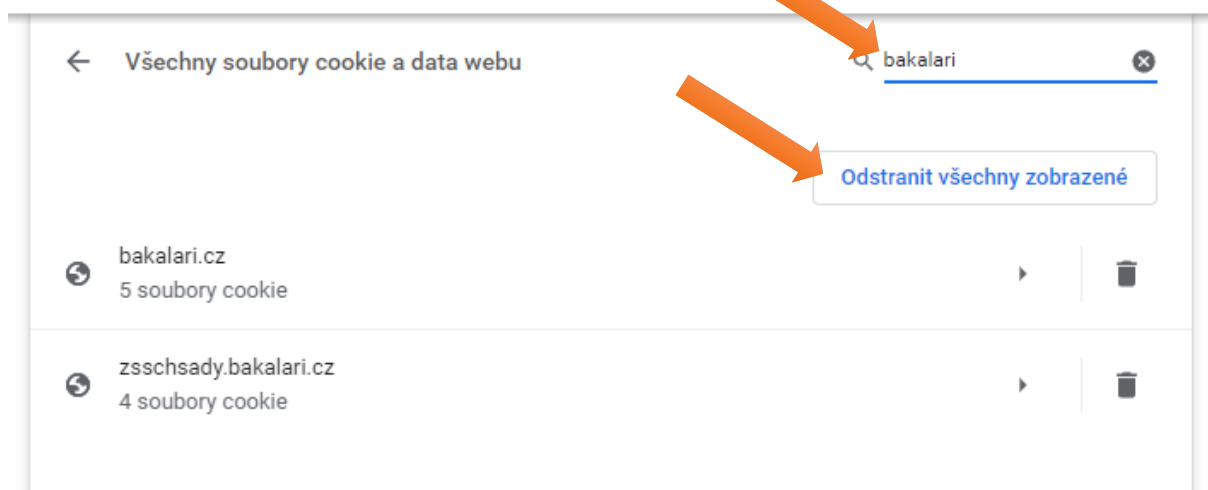 Všechny soubory cookie a data webu
bakalari
Odstranit všechny zobrazené
bakalari.cz
5 soubory cookie
zsschsady.bakalari.cz
4 soubory cookie